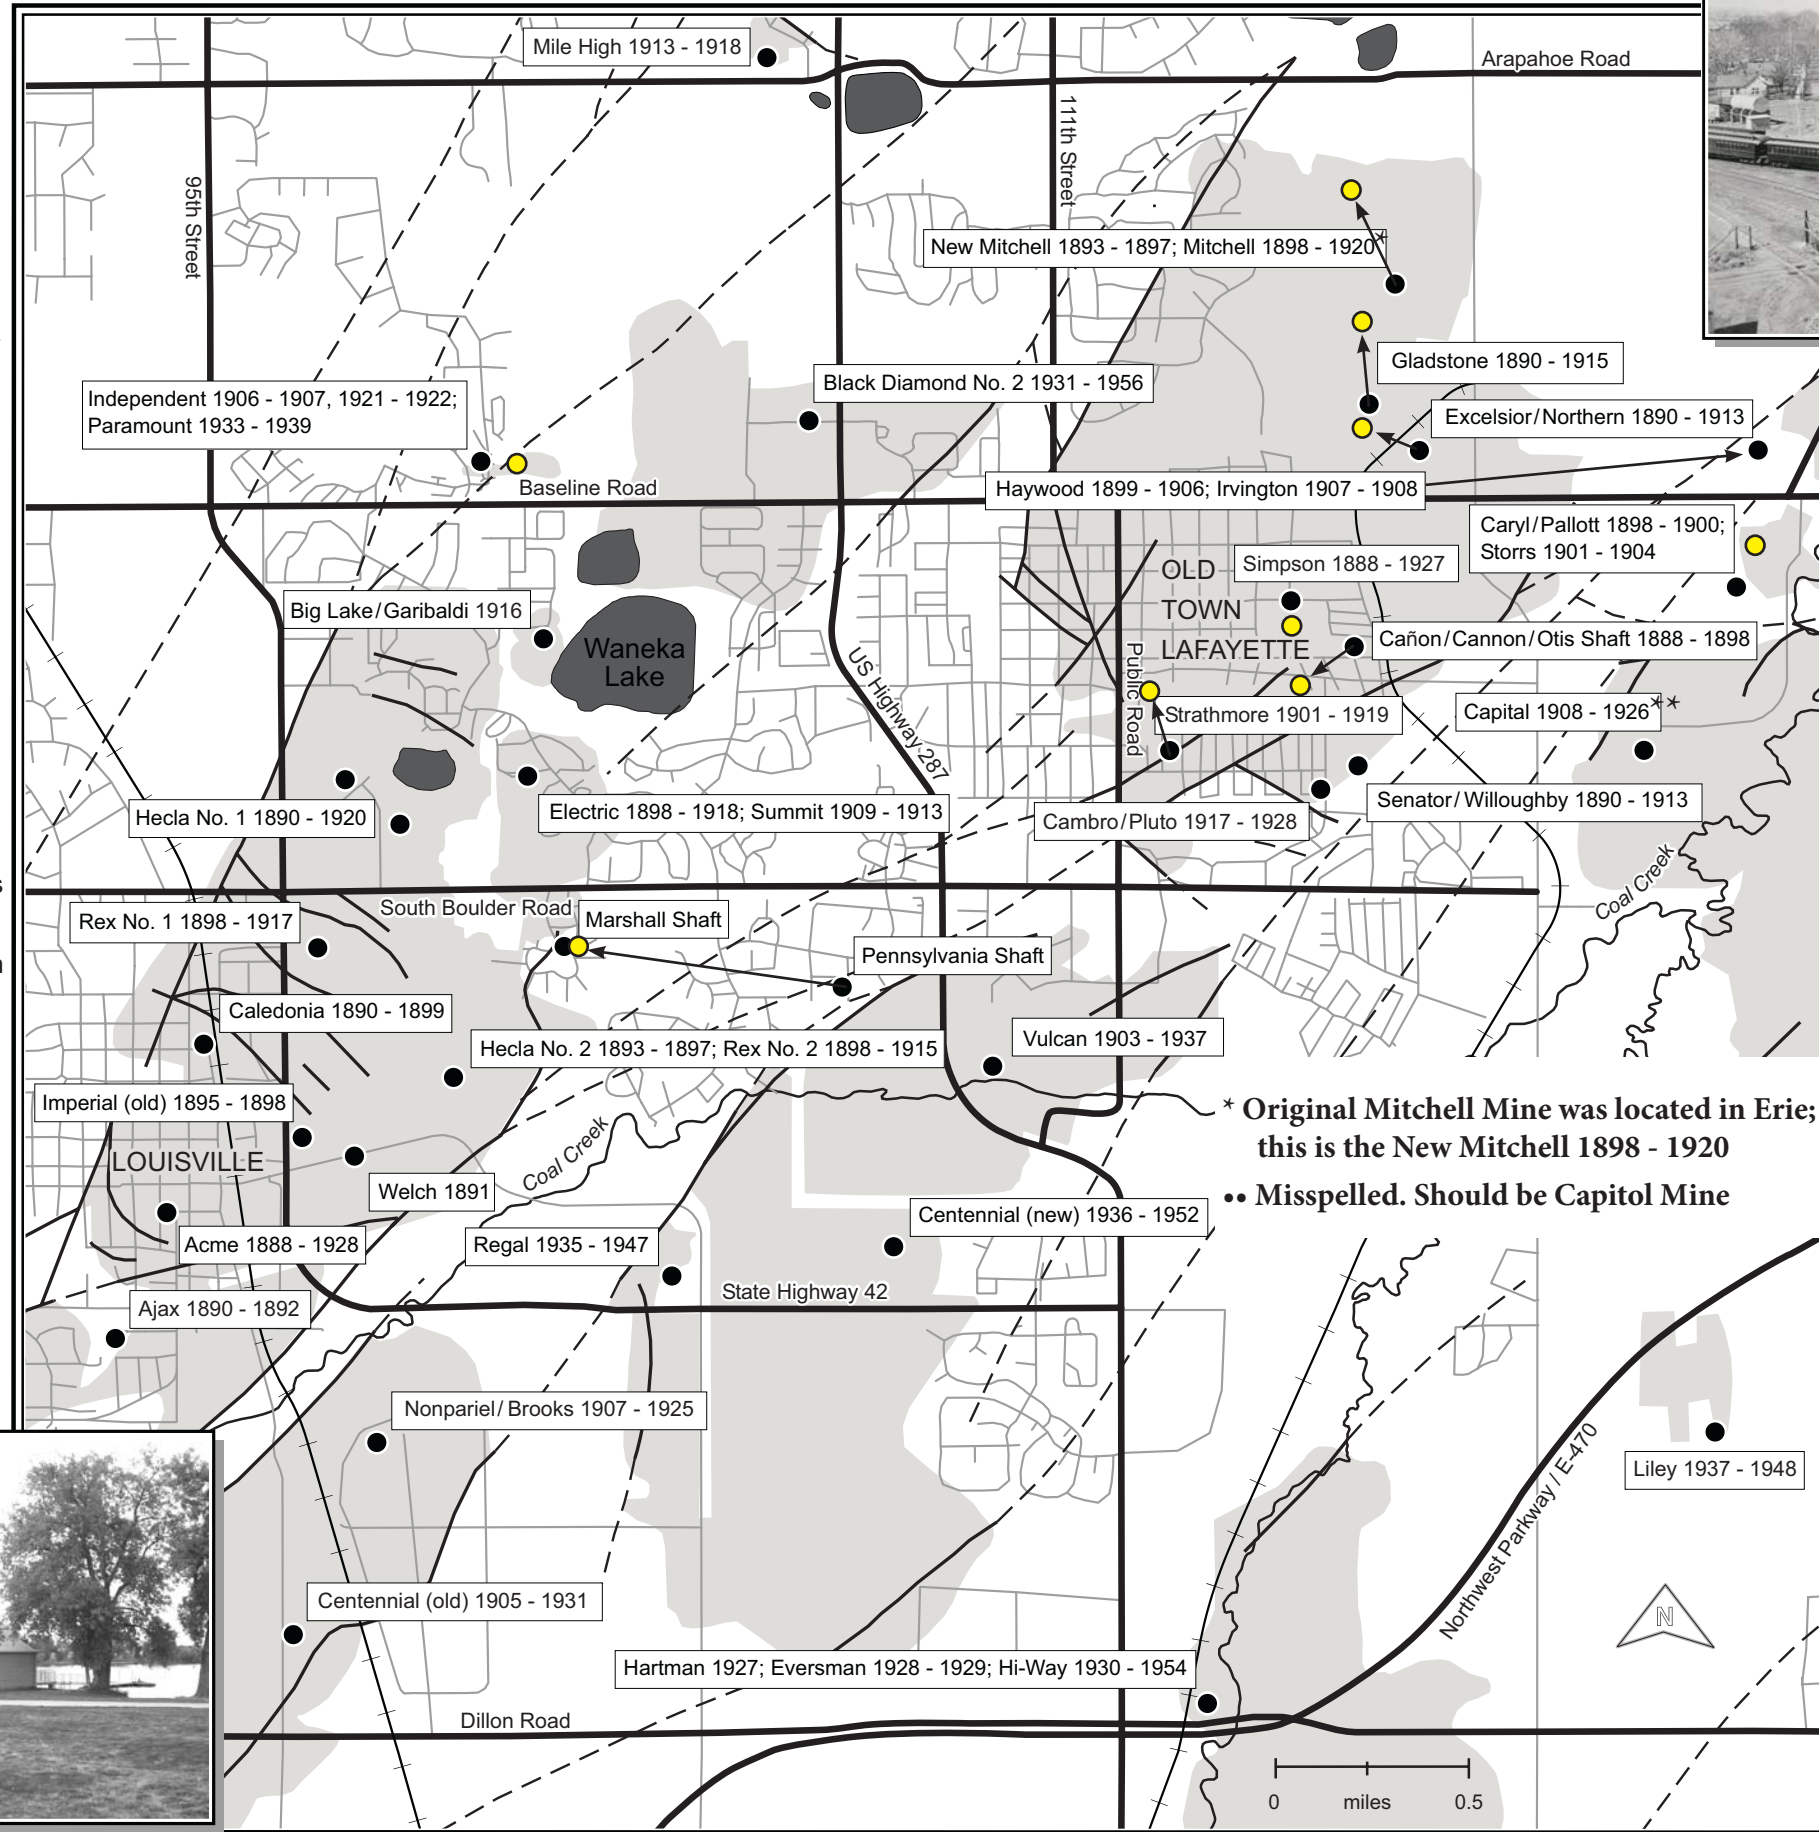 Mile High 1913 - 1918
Arapahoe Road
95th Street
111th Street
New Mitchell 1893 - 1897; Mitchell 1898 - 1920*
Gladstone 1890 - 1915
Black Diamond No. 2 1931 - 1956
Independent 1906 - 1907, 1921 - 1922;
Paramount 1933 - 1939
Excelsior/Northern 1890 - 1913
Baseline Road
Haywood 1899 - 1906; Irvington 1907 - 1908
Caryl/Pallott 1898 - 1900;
Storrs 1901 - 1904
Simpson 1888 - 1927
OLD
TOWN
LAFAYETTE
Big Lake/Garibaldi 1916
Waneka
Lake
Cañon/Cannon/Otis Shaft 1888 - 1898
US Highway 287
Public Road
Strathmore 1901 - 1919
Capital 1908 - 1926**
Hecla No. 1 1890 - 1920
Electric 1898 - 1918; Summit 1909 - 1913
Cambro/Pluto 1917 - 1928
Senator/Willoughby 1890 - 1913
Coal Creek
South Boulder Road
Rex No. 1 1898 - 1917
Marshall Shaft
Pennsylvania Shaft
Caledonia 1890 - 1899
Hecla No. 2 1893 - 1897; Rex No. 2 1898 - 1915
Vulcan 1903 - 1937
Imperial (old) 1895 - 1898
* Original Mitchell Mine was located in Erie;
this is the New Mitchell 1898 - 1920
•• Misspelled. Should be Capitol Mine
LOUISVILLE
Coal Creek
Welch 1891
Centennial (new) 1936 - 1952
Acme 1888 - 1928
Regal 1935 - 1947
State Highway 42
Ajax 1890 - 1892
Nonpariel/Brooks 1907 - 1925
Northwest Parkway / E-470
Liley 1937 - 1948
Centennial (old) 1905 - 1931
N
Hartman 1927; Eversman 1928 - 1929; Hi-Way 1930 - 1954
Dillon Road
0 miles 0.5